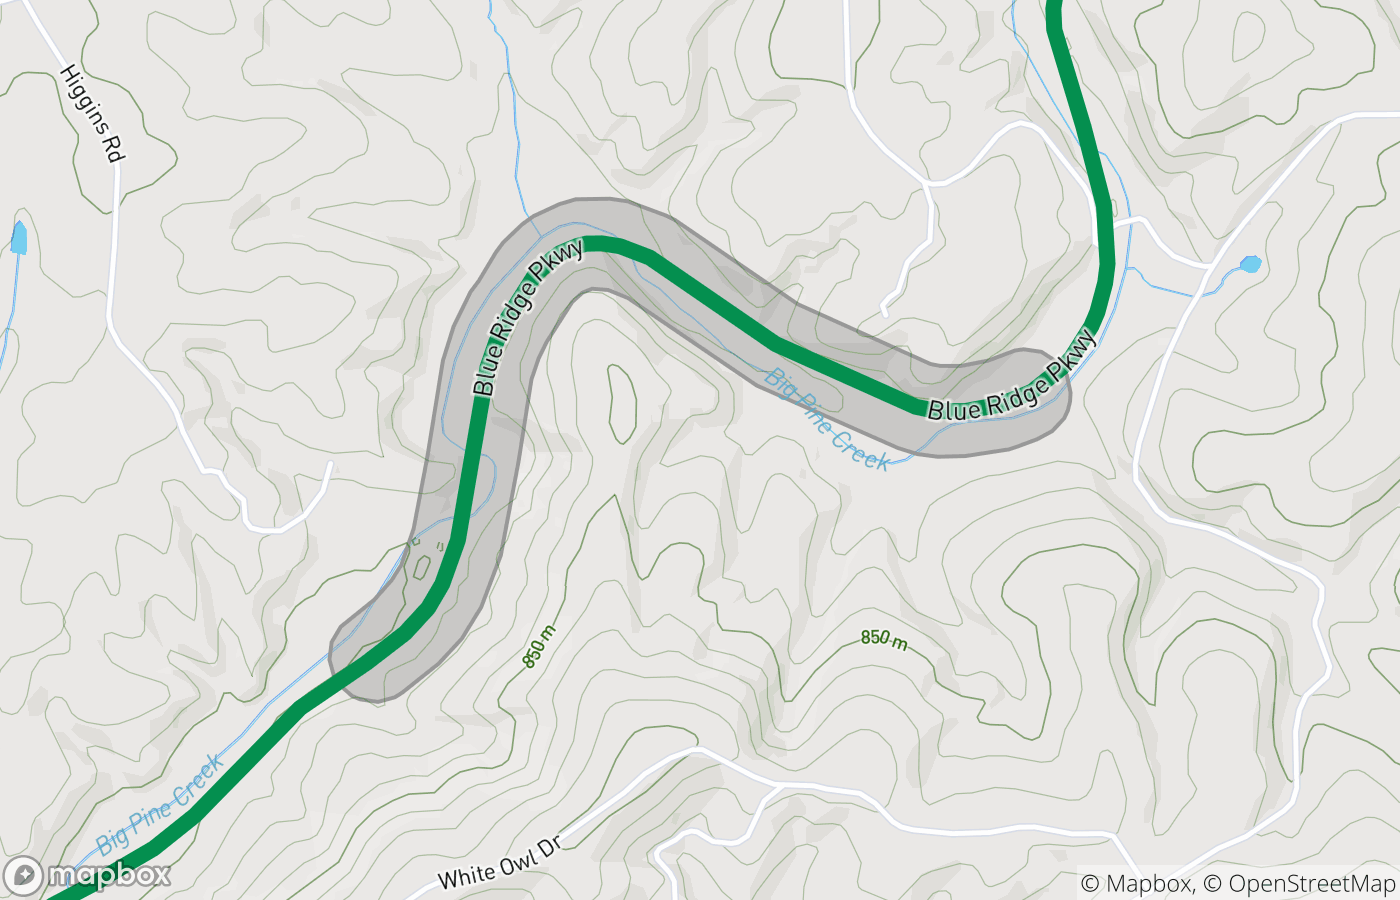 Higgins Rd
Blue Ridge Pkwy
Blue Ridge Pkwy
Big Pine Creek
850 m
850 m
Big Pine Creek
White Owl Dr
mapbox
© Mapbox, © OpenStreetMap